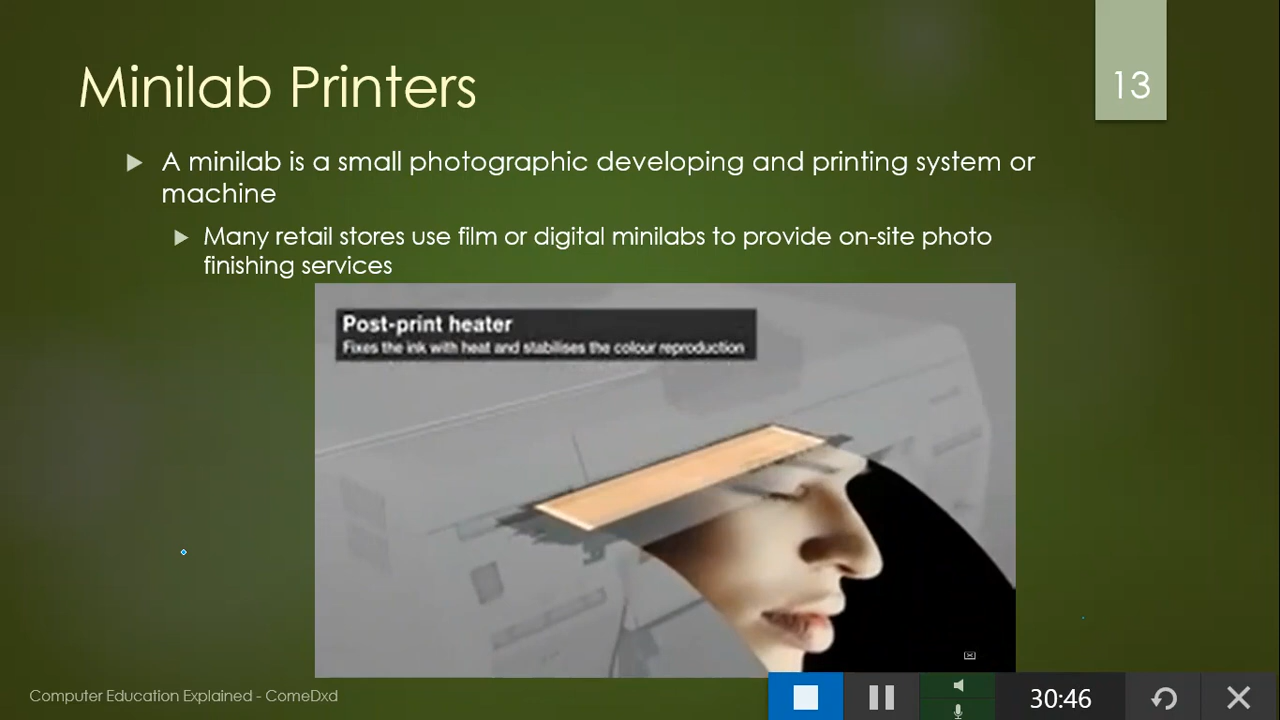 Minilab Printers
13
A minilab is a small photographic developing and printing system or
machine
Many retail stores use film or digital minilabs to provide on-site photo
finishing services
Post-print heater
Fixes the ink with heat and stabilises the colour reproduction
Computer Education Explained - ComeDxd
30:46